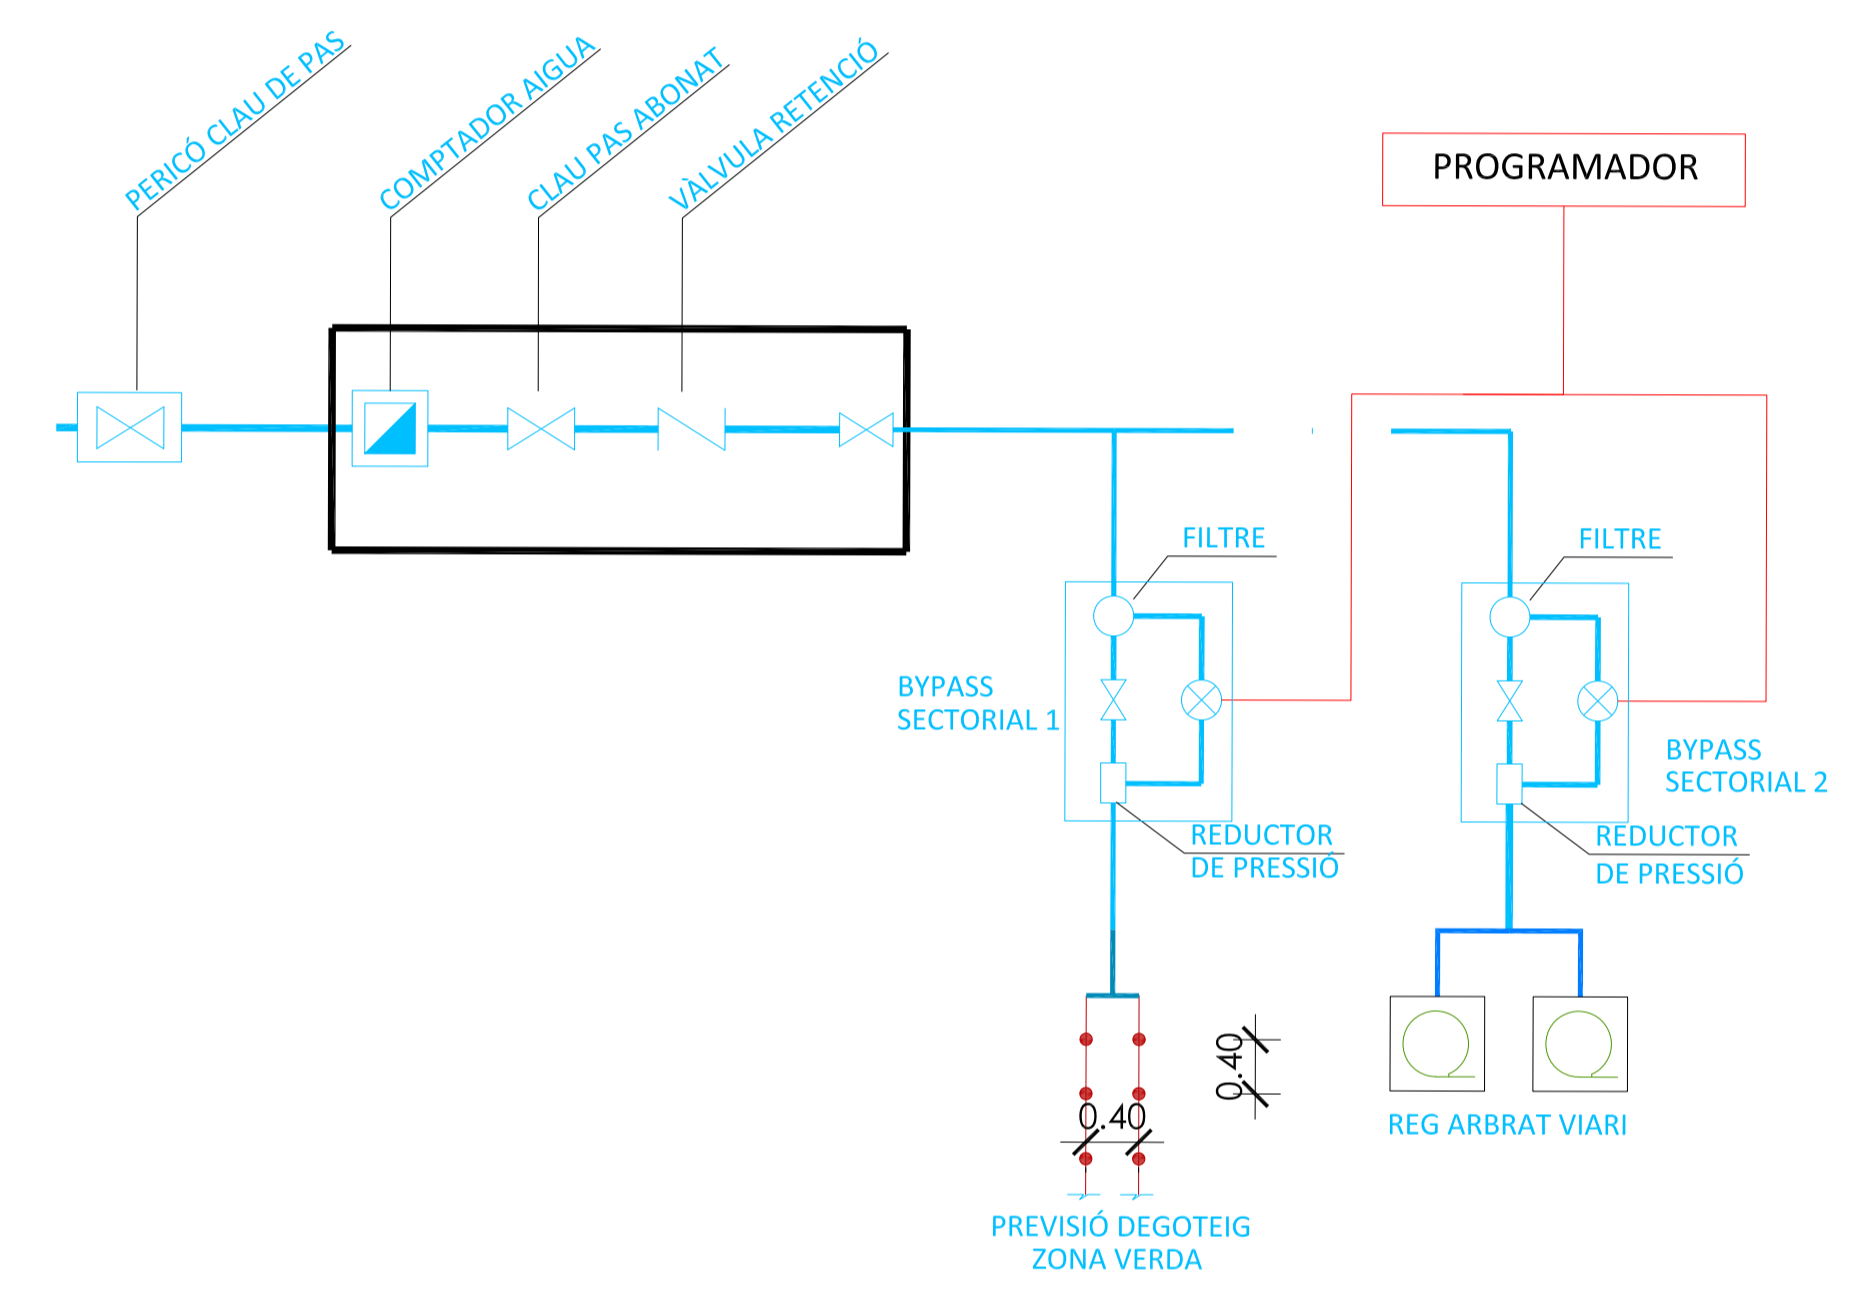 PERICÓ CLAU DE PAS
COMPTADOR AIGUA
CLAU PAS ABONAT
VÀLVULA RETENCIÓ
PROGRAMADOR
FILTRE
FILTRE
BYPASS
SECTORIAL 1
BYPASS
SECTORIAL 2
REDUCTOR
DE PRESSIÓ
REDUCTOR
DE PRESSIÓ
0.40
0.40
REG ARBRAT VIARI
PREVISIÓ DEGOTEIG
ZONA VERDA